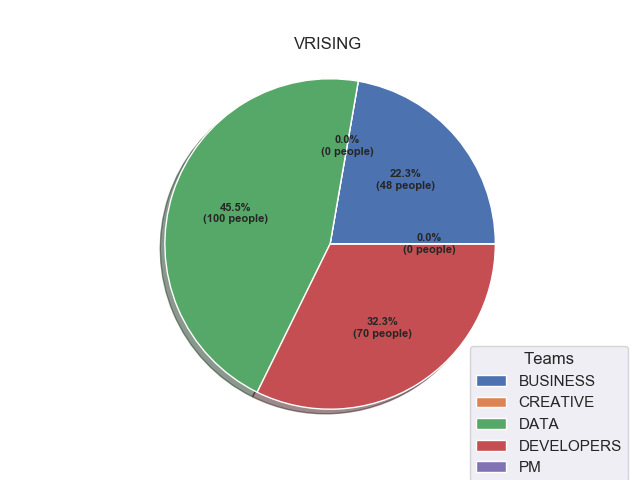 VRISING
0.0%
(0 people)
22.3%
(48 people)
45.5%
(100 people)
0.0%
(0 people)
32.3%
(70 people)
Teams
BUSINESS
CREATIVE
DATA
DEVELOPERS
PM